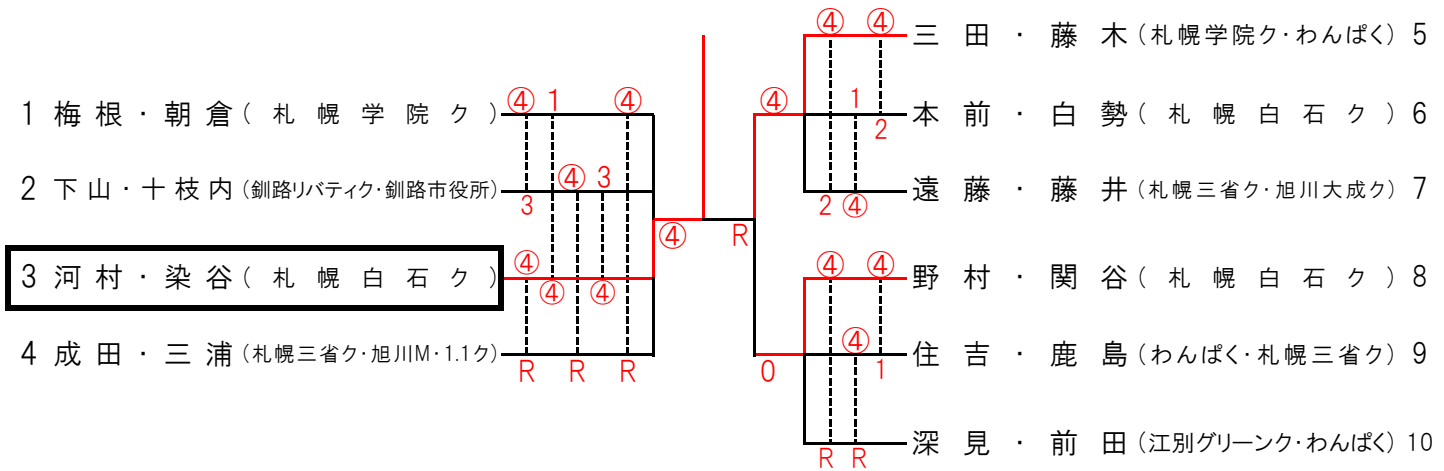 ④ ④ 三田・藤木(札幌学院ク・わんぱく) 5
1 梅根・朝倉(札幌学院ク) ④ 1 ④
④ 1 本前・白勢(札幌白石ク) 6
2
2 下山・十枝内(釧路リバティク・釧路市役所) ④ 3
3
遠藤・藤井(札幌三省ク・旭川大成ク) 7
2 ④
④ R
3 河村・染谷(札幌白石ク) ④
④ ④
④ ④ 野村・関谷(札幌白石ク) 8
4 成田・三浦(札幌三省ク・旭川M・1.1ク)
R R R
④ 住吉・鹿島(わんぱく・札幌三省ク) 9
0 1
深見・前田(江別グリーンク・わんぱく) 10
R R